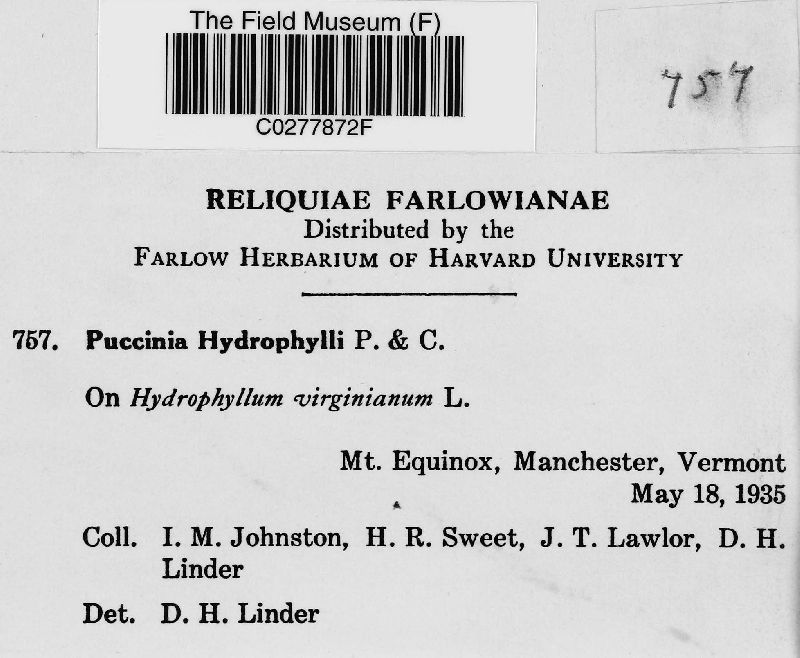 The Field Museum (F)
C0277872F
757
RELIQUIAE FARLOWIANAE
Distributed by the
FARLOW HERBARIUM OF HARVARD UNIVERSITY
757. Puccinia Hydrophylli P. & C.
On Hydrophyllum virginianum L.
Mt. Equinox, Manchester, Vermont
May 18, 1935
Coll. I. M. Johnston, H. R. Sweet, J. T. Lawlor, D. H.
Linder
Det. D. H. Linder